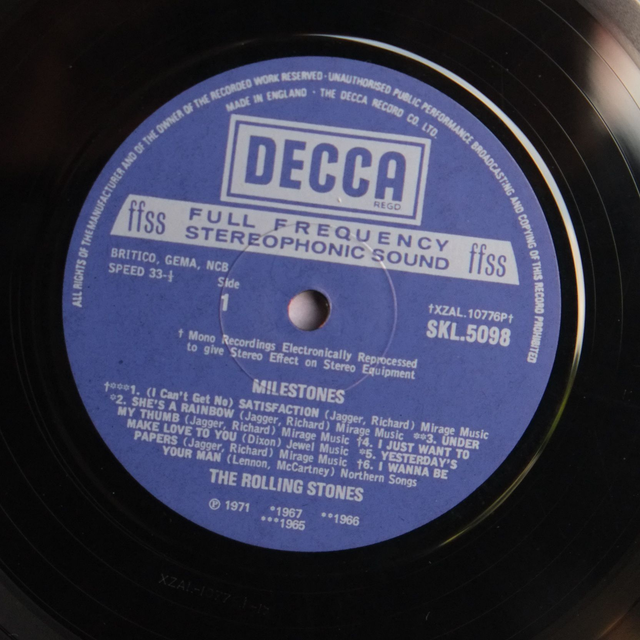 ALL RIGHTS OF THE MANUFACTURER AND OF THE OWNER OF THE RECORDED WORK RESERVED · UNAUTHORISED PUBLIC PERFORMANCE BROADCASTING AND COPYING OF THIS RECORD PROHIBITED
MADE IN ENGLAND · THE DECCA RECORD CO. LTD.
DECCA
REGD
ffss FULL FREQUENCY STEREOPHONIC SOUND ffss
BRITICO, GEMA, NCB
SPEED 33-⅓
Side
1
†XZAL.10776P†
SKL.5098
† Mono Recordings Electronically Reprocessed
to give Stereo Effect on Stereo Equipment
MILESTONES
†***1. (I Can't Get No) SATISFACTION (Jagger, Richard) Mirage Music
*2. SHE'S A RAINBOW (Jagger, Richard) Mirage Music **3. UNDER
MY THUMB (Jagger, Richard) Mirage Music †4. I JUST WANT TO
MAKE LOVE TO YOU (Dixon) Jewel Music *5. YESTERDAY'S
PAPERS (Jagger, Richard) Mirage Music †6. I WANNA BE
YOUR MAN (Lennon, McCartney) Northern Songs
THE ROLLING STONES
℗ 1971 *1967 **1966
***1965